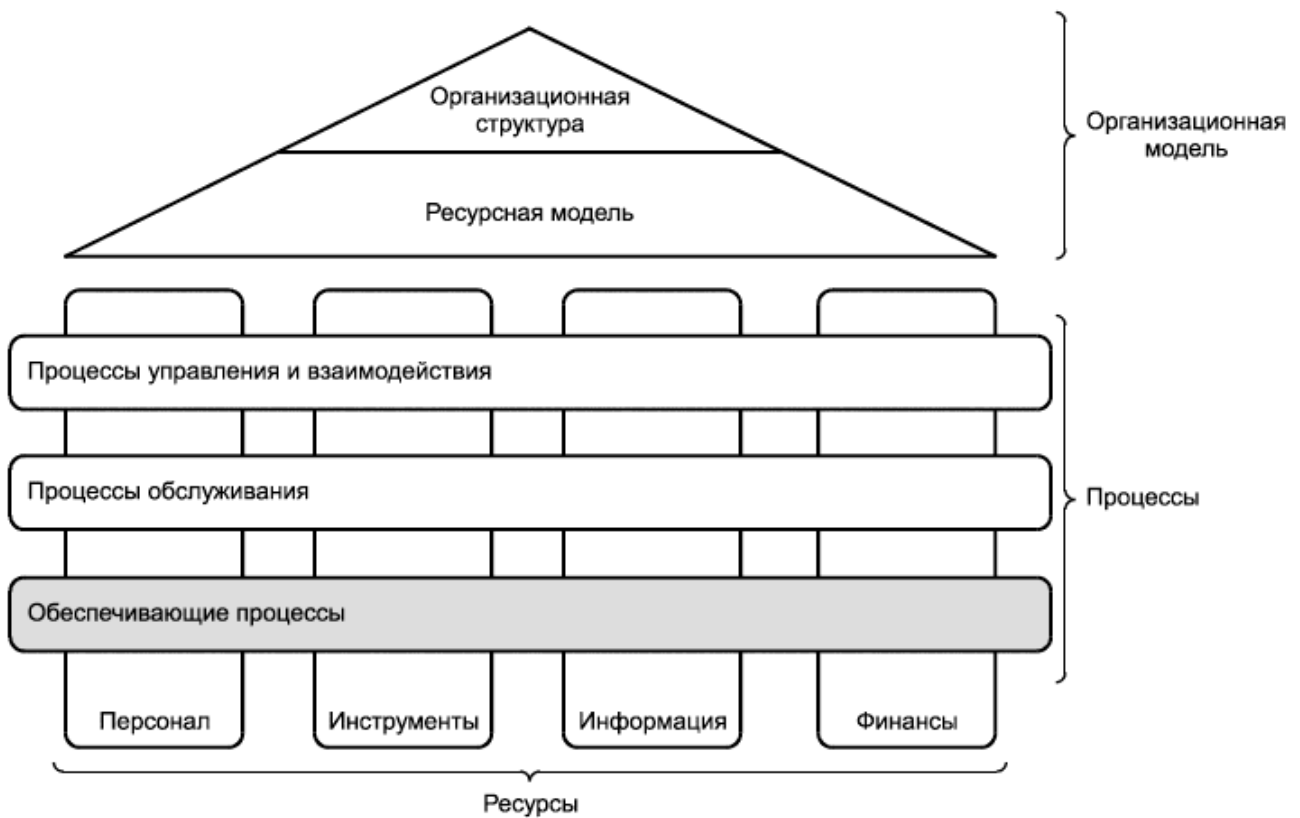 Организационная
структура
Ресурсная модель
Организационная
модель
Процессы управления и взаимодействия
Процессы обслуживания
Процессы
Обеспечивающие процессы
Персонал
Инструменты
Информация
Финансы
Ресурсы